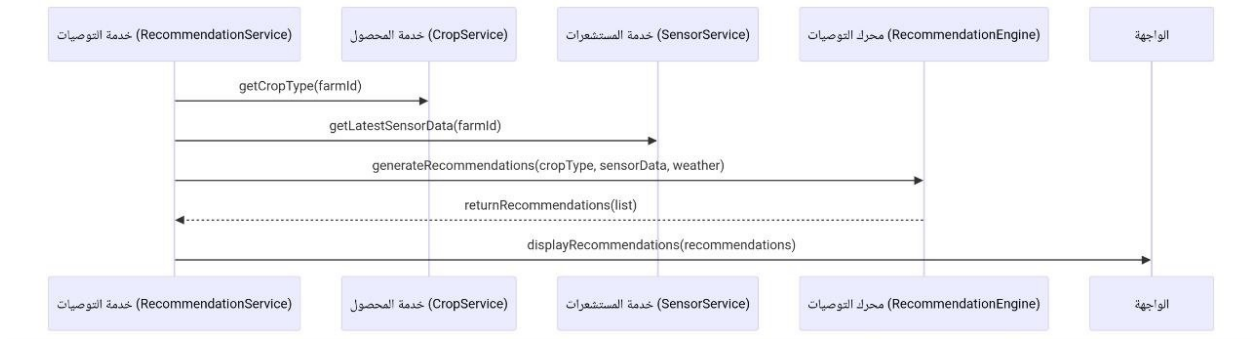 خدمة التوصيات (RecommendationService)
خدمة المحصول (CropService)
خدمة المستشعرات (SensorService)
محرك التوصيات (RecommendationEngine)
الواجهة
getCropType(farmId)
getLatestSensorData(farmId)
generateRecommendations(cropType, sensorData, weather)
returnRecommendations(list)
displayRecommendations(recommendations)
خدمة التوصيات (RecommendationService)
خدمة المحصول (CropService)
خدمة المستشعرات (SensorService)
محرك التوصيات (RecommendationEngine)
الواجهة